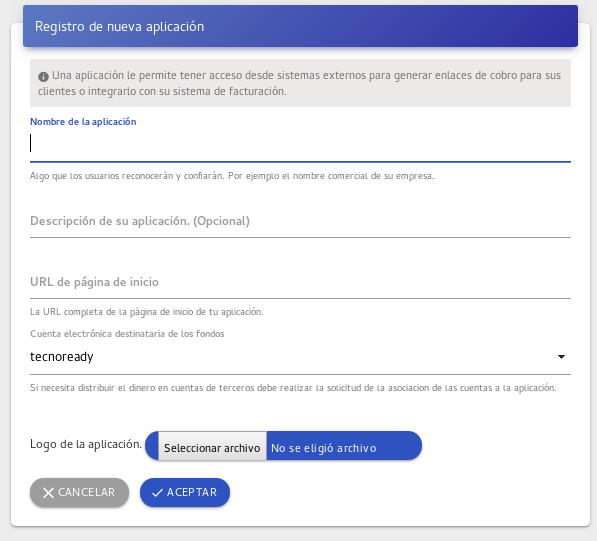 Registro de nueva aplicación
Una aplicación le permite tener acceso desde sistemas externos para generar enlaces de cobro para sus
clientes o integrarlo con su sistema de facturación.
Nombre de la aplicación
Algo que los usuarios reconocerán y confiarán. Por ejemplo el nombre comercial de su empresa.
Descripción de su aplicación. (Opcional)
URL de página de inicio
La URL completa de la página de inicio de tu aplicación.
Cuenta electrónica destinataria de los fondos
tecnoready
Si necesita distribuir el dinero en cuentas de terceros debe realizar la solicitud de la asociacion de las cuentas a la aplicación.
Logo de la aplicación. Seleccionar archivo No se eligió archivo
CANCELAR ACEPTAR